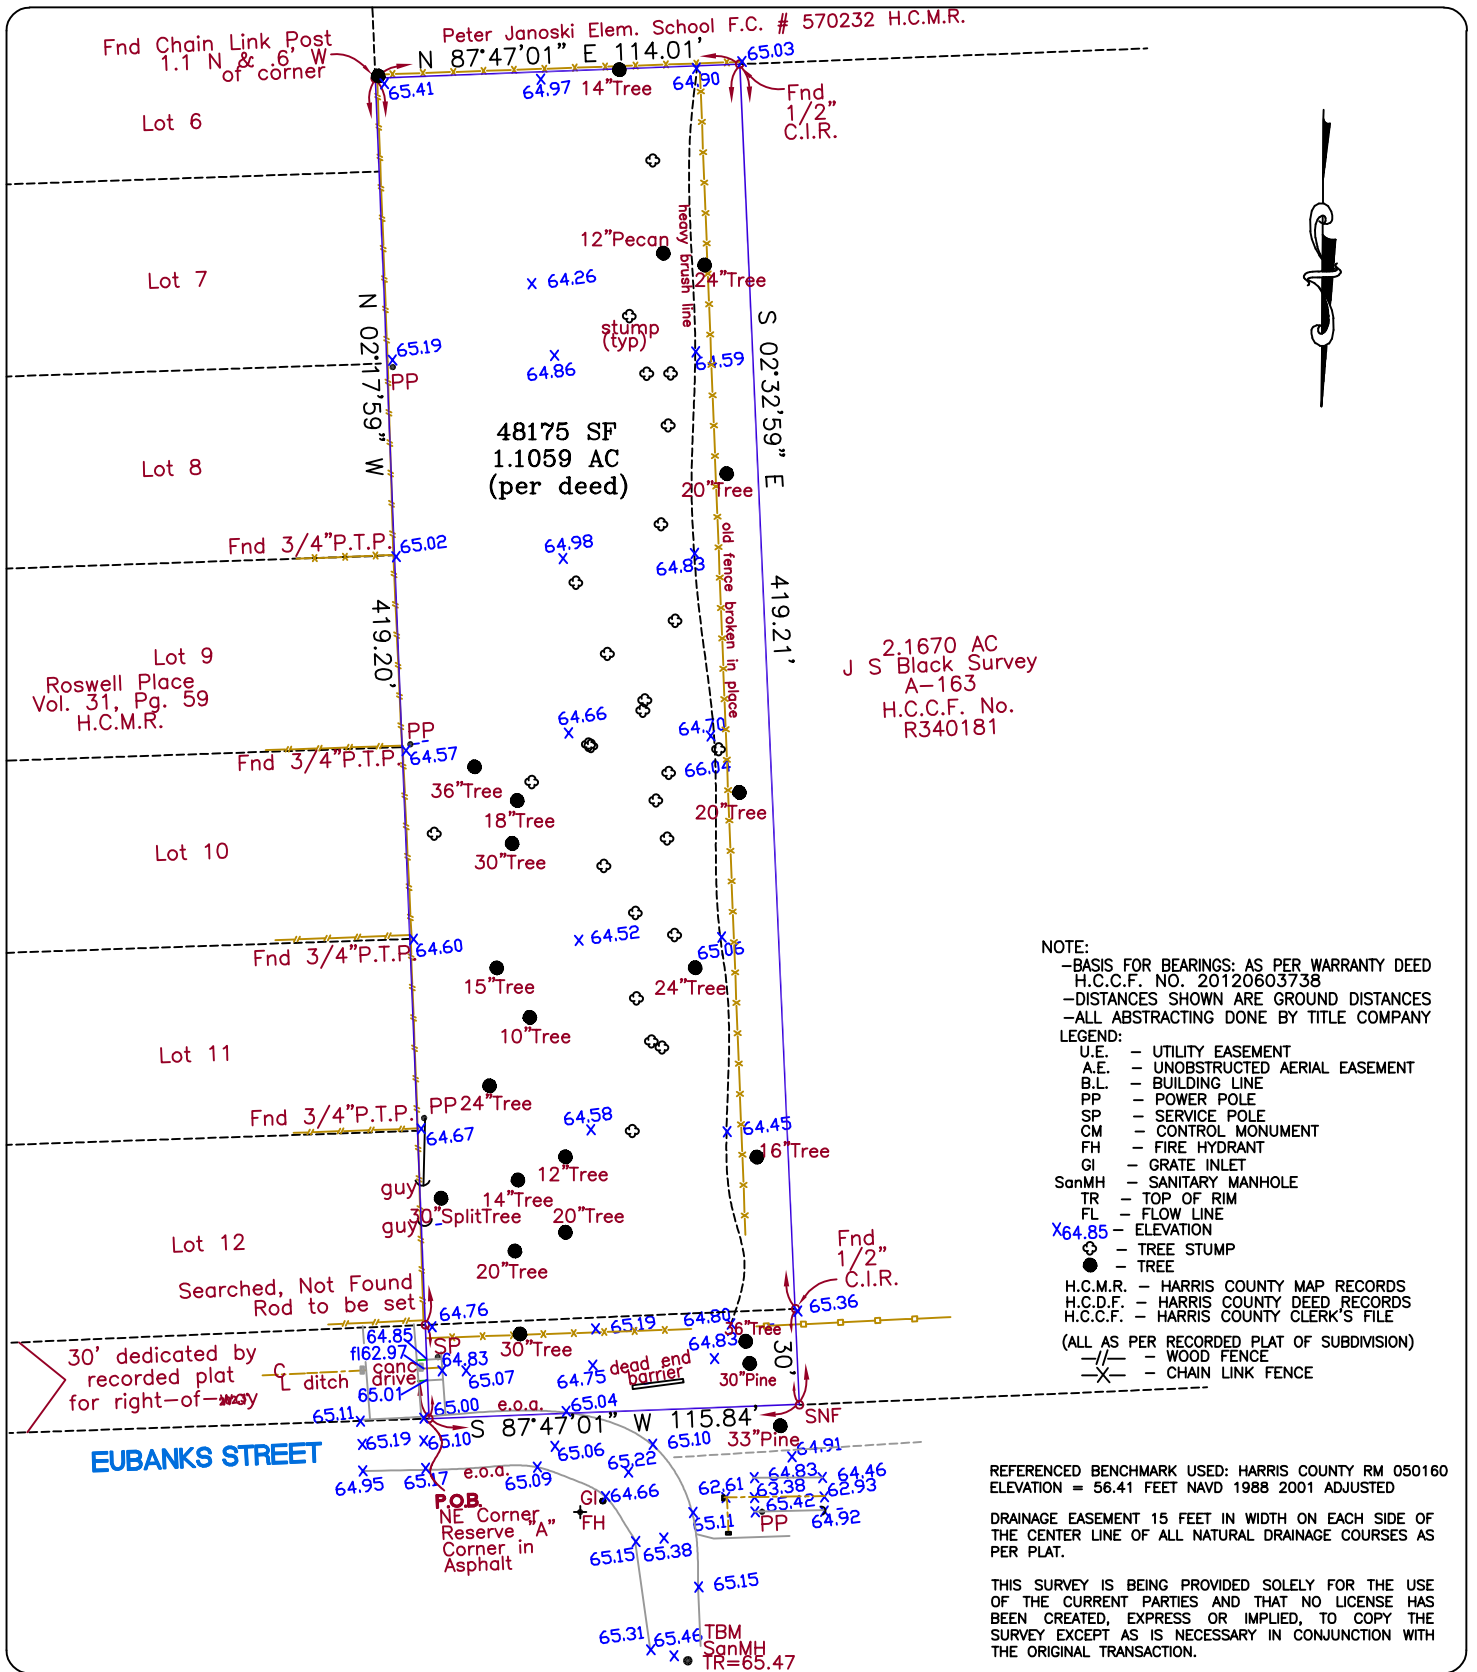 Peter Janoski Elem. School F.C. # 570232 H.C.M.R.
Fnd Chain Link Post
1.1 N & .6' W
of corner
N 87°47'01" E 114.01'
65.03
65.41
64.97
14"Tree
64.90
Fnd
1/2"
C.I.R.
Lot 6
12"Pecan
heavy brush line
24"Tree
Lot 7
64.26
stump
(typ)
N 02°17'59" W
S 02°32'59" E
65.19
PP
64.86
64.59
48175 SF
1.1059 AC
(per deed)
Lot 8
20"Tree
Fnd 3/4"P.T.P.
65.02
64.98
64.83
old fence broken in place
419.20'
419.21'
Lot 9
Roswell Place
Vol. 31, Pg. 59
H.C.M.R.
2.1670 AC
J S Black Survey
A-163
H.C.C.F. No.
R340181
PP
64.66
64.70
Fnd 3/4"P.T.P.
64.57
66.04
36"Tree
18"Tree
20"Tree
30"Tree
Lot 10
64.60
64.52
65.06
Fnd 3/4"P.T.P.
15"Tree
24"Tree
10"Tree
Lot 11
24"Tree
Fnd 3/4"P.T.P.
PP
64.67
64.58
64.45
16"Tree
12"Tree
guy
14"Tree
30"SplitTree
20"Tree
guy
Lot 12
20"Tree
Fnd
1/2"
C.I.R.
Searched, Not Found
Rod to be set
64.76
65.36
64.85
SP
65.19
64.80
36"Tree
30"Tree
64.83
30' dedicated by
recorded plat
for right-of-way
fl62.97
64.83
C
L ditch
conc
drive
65.01
65.07
64.75
dead end
barrier
30"Pine
30'
65.11
65.00
e.o.a.
65.04
S 87°47'01" W 115.84'
SNF
33"Pine
EUBANKS STREET
65.19
65.10
65.06
65.10
64.91
64.95
65.17
e.o.a.
65.09
65.22
64.83
64.46
62.61
63.38
62.93
P.O.B.
NE Corner
Reserve "A"
Corner in
Asphalt
GI
64.66
FH
65.42
65.11
PP
64.92
65.15
65.38
65.15
65.31
65.46
TBM
SanMH
TR=65.47
NOTE:
-BASIS FOR BEARINGS: AS PER WARRANTY DEED
H.C.C.F. NO. 20120603738
-DISTANCES SHOWN ARE GROUND DISTANCES
-ALL ABSTRACTING DONE BY TITLE COMPANY
LEGEND:
U.E. - UTILITY EASEMENT
A.E. - UNOBSTRUCTED AERIAL EASEMENT
B.L. - BUILDING LINE
PP - POWER POLE
SP - SERVICE POLE
CM - CONTROL MONUMENT
FH - FIRE HYDRANT
GI - GRATE INLET
SanMH - SANITARY MANHOLE
TR - TOP OF RIM
FL - FLOW LINE
X64.85 - ELEVATION
- TREE STUMP
- TREE
H.C.M.R. - HARRIS COUNTY MAP RECORDS
H.C.D.F. - HARRIS COUNTY DEED RECORDS
H.C.C.F. - HARRIS COUNTY CLERK'S FILE
(ALL AS PER RECORDED PLAT OF SUBDIVISION)
-//- - WOOD FENCE
-X- - CHAIN LINK FENCE
REFERENCED BENCHMARK USED: HARRIS COUNTY RM 050160
ELEVATION = 56.41 FEET NAVD 1988 2001 ADJUSTED
DRAINAGE EASEMENT 15 FEET IN WIDTH ON EACH SIDE OF
THE CENTER LINE OF ALL NATURAL DRAINAGE COURSES AS
PER PLAT.
THIS SURVEY IS BEING PROVIDED SOLELY FOR THE USE
OF THE CURRENT PARTIES AND THAT NO LICENSE HAS
BEEN CREATED, EXPRESS OR IMPLIED, TO COPY THE
SURVEY EXCEPT AS IS NECESSARY IN CONJUNCTION WITH
THE ORIGINAL TRANSACTION.